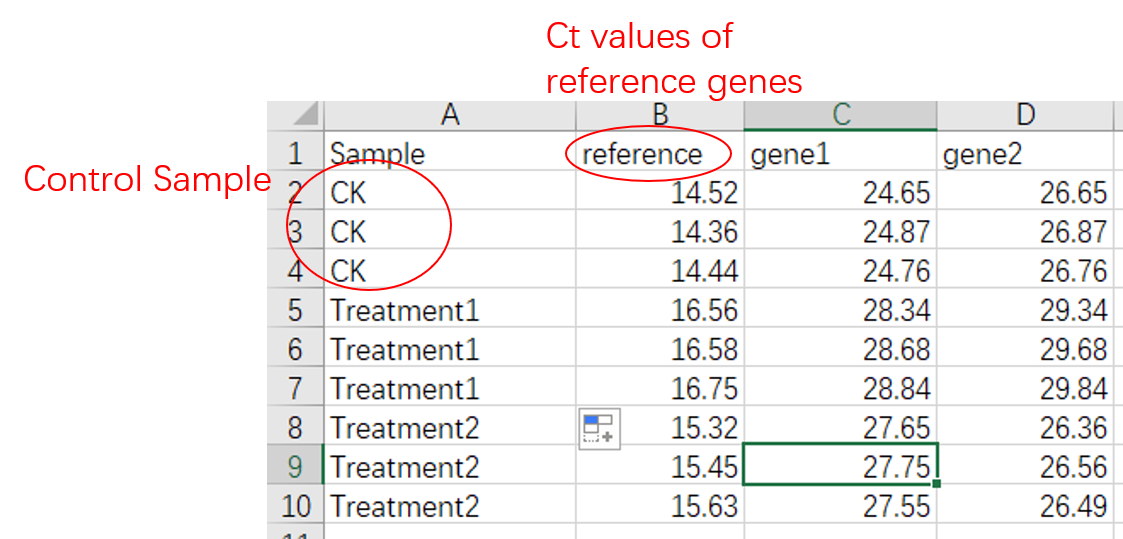 Ct values of
reference genes
A B C D
1 Sample reference gene1 gene2
Control Sample
2 CK 14.52 24.65 26.65
3 CK 14.36 24.87 26.87
4 CK 14.44 24.76 26.76
5 Treatment1 16.56 28.34 29.34
6 Treatment1 16.58 28.68 29.68
7 Treatment1 16.75 28.84 29.84
8 Treatment2 15.32 27.65 26.36
9 Treatment2 15.45 27.75 26.56
10 Treatment2 15.63 27.55 26.49